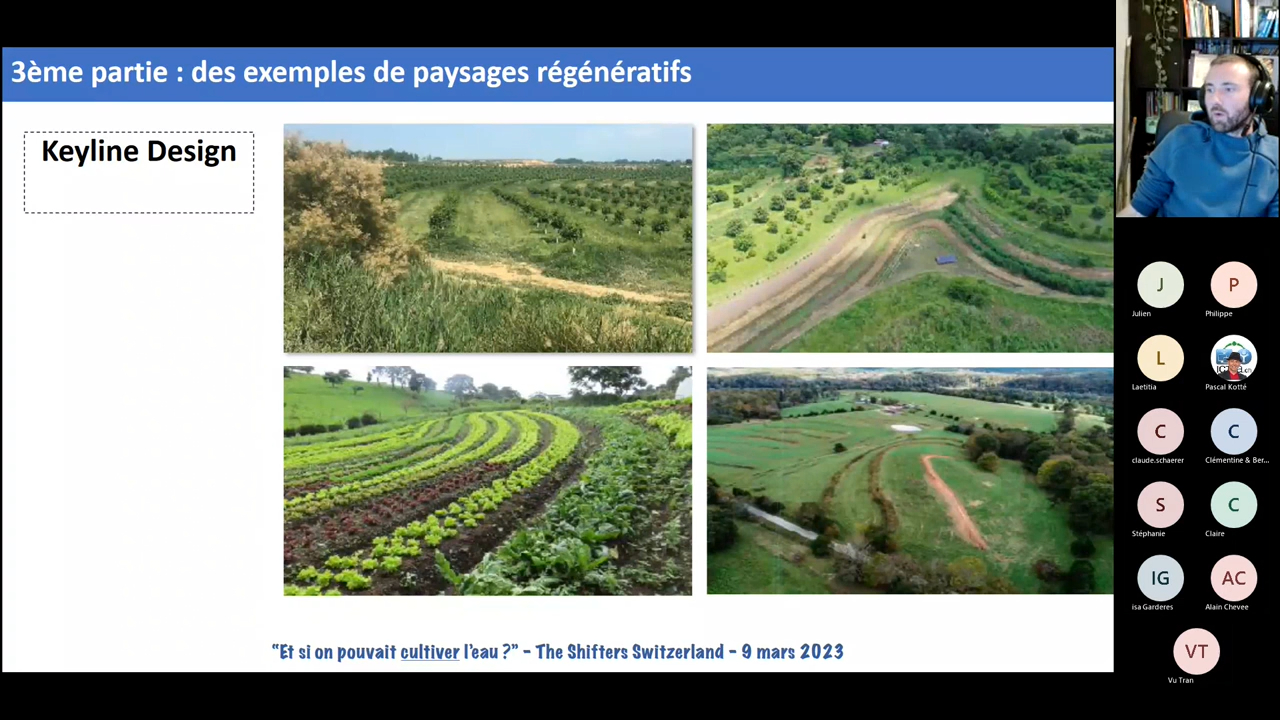 3ème partie : des exemples de paysages régénératifs
Keyline Design
“Et si on pouvait cultiver l’eau ?” – The Shifters Switzerland – 9 mars 2023
J
Julien
P
Philippe
L
Laetitia
Pascal Kotté
C
claude.schaerer
C
Clémentine & Ber...
S
Stéphanie
C
Claire
IG
isa Garderes
AC
Alain Chevee
VT
Vu Tran